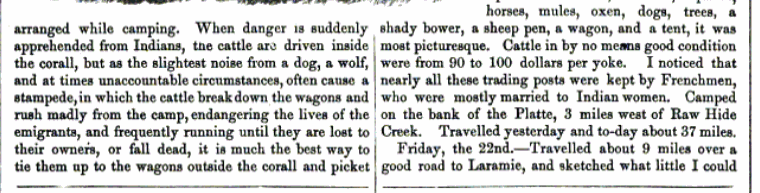 arranged while camping. When danger is suddenly
apprehended from Indians, the cattle are driven inside
the corall, but as the slightest noise from a dog, a wolf,
and at times unaccountable circumstances, often cause a
stampede, in which the cattle break down the wagons and
rush madly from the camp, endangering the lives of the
emigrants, and frequently running until they are lost to
their owners, or fall dead, it is much the best way to
tie them up to the wagons outside the corall and picket
horses, mules, oxen, dogs, trees, a
shady bower, a sheep pen, a wagon, and a tent, it was
most picturesque. Cattle in by no means good condition
were from 90 to 100 dollars per yoke. I noticed that
nearly all these trading posts were kept by Frenchmen,
who were mostly married to Indian women. Camped
on the bank of the Platte, 3 miles west of Raw Hide
Creek. Travelled yesterday and to-day about 37 miles.
Friday, the 22nd.—Travelled about 9 miles over a
good road to Laramie, and sketched what little I could